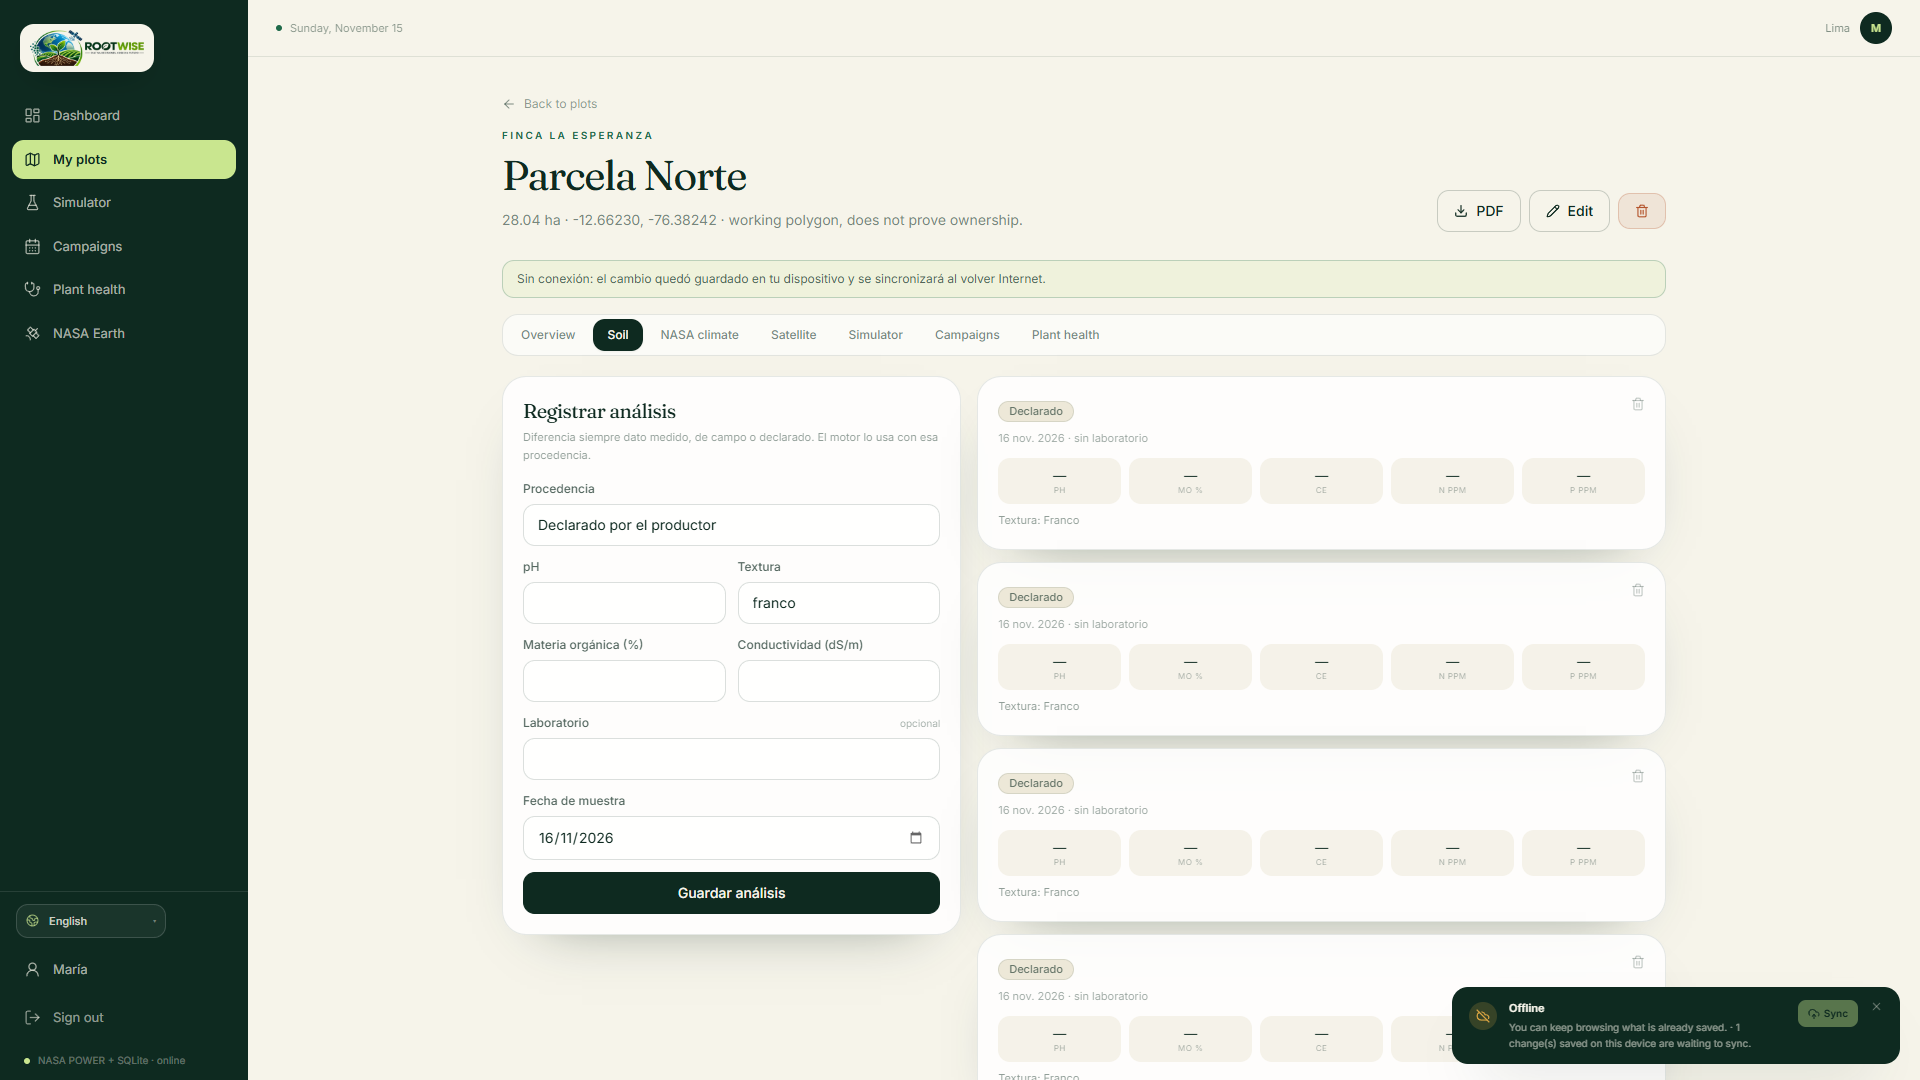 ROOTWISE
Dashboard
My plots
Simulator
Campaigns
Plant health
NASA Earth
English
María
Sign out
NASA POWER + SQLite · online
Sunday, November 15
Lima
M
Back to plots
FINCA LA ESPERANZA
Parcela Norte
28.04 ha · -12.66230, -76.38242 · working polygon, does not prove ownership.
PDF
Edit
Sin conexión: el cambio quedó guardado en tu dispositivo y se sincronizará al volver Internet.
Overview
Soil
NASA climate
Satellite
Simulator
Campaigns
Plant health
Registrar análisis
Diferencia siempre dato medido, de campo o declarado. El motor lo usa con esa
procedencia.
Procedencia
Declarado por el productor
pH
Textura
franco
Materia orgánica (%)
Conductividad (dS/m)
Laboratorio
opcional
Fecha de muestra
16/11/2026
Guardar análisis
Declarado
16 nov. 2026 · sin laboratorio
— — — — —
PH MO % CE N PPM P PPM
Textura: Franco
Declarado
16 nov. 2026 · sin laboratorio
— — — — —
PH MO % CE N PPM P PPM
Textura: Franco
Declarado
16 nov. 2026 · sin laboratorio
— — — — —
PH MO % CE N PPM P PPM
Textura: Franco
Declarado
16 nov. 2026 · sin laboratorio
— — —
PH MO % CE
Textura: Franco
Offline
You can keep browsing what is already saved. · 1
change(s) saved on this device are waiting to sync.
Sync